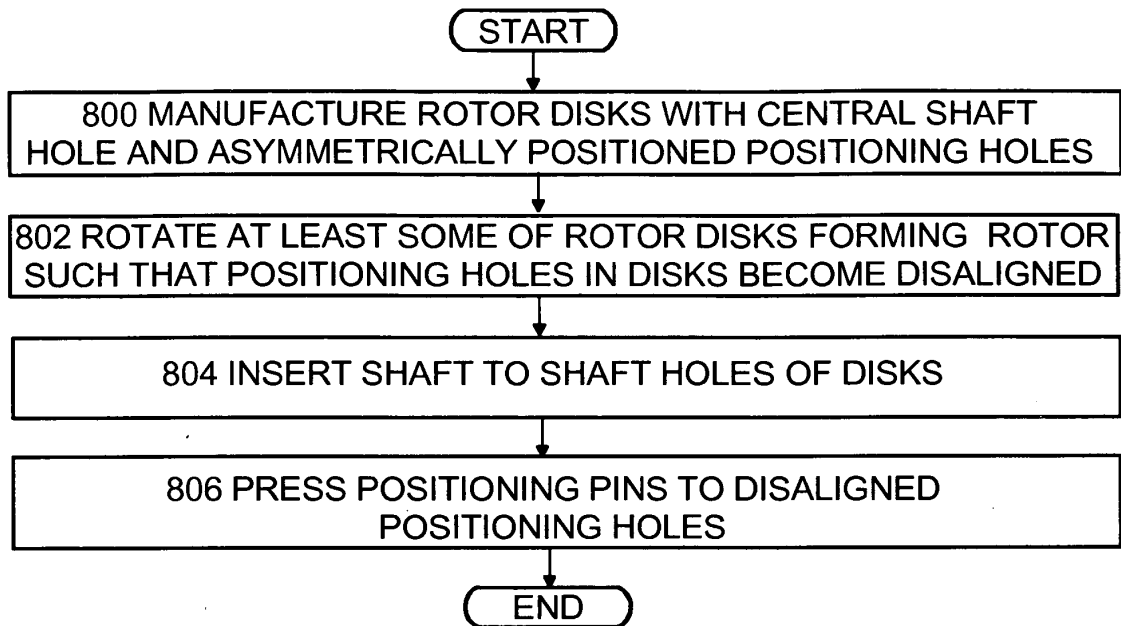 START
800 MANUFACTURE ROTOR DISKS WITH CENTRAL SHAFT
HOLE AND ASYMMETRICALLY POSITIONED POSITIONING HOLES
802 ROTATE AT LEAST SOME OF ROTOR DISKS FORMING ROTOR
SUCH THAT POSITIONING HOLES IN DISKS BECOME DISALIGNED
804 INSERT SHAFT TO SHAFT HOLES OF DISKS
806 PRESS POSITIONING PINS TO DISALIGNED
POSITIONING HOLES
END